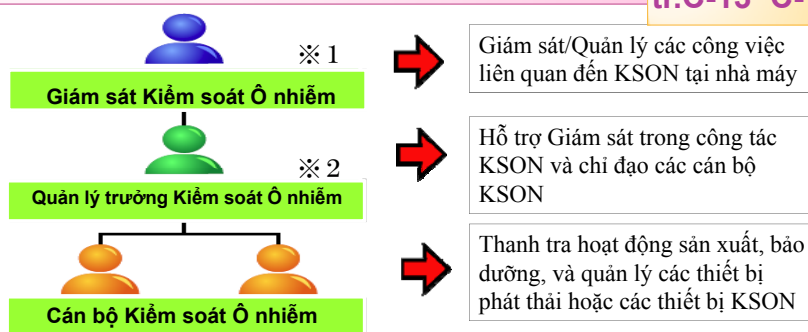 ※1
Giám sát Kiểm soát Ô nhiễm
Giám sát/Quản lý các công việc
liên quan đến KSON tại nhà máy
※2
Quản lý trưởng Kiểm soát Ô nhiễm
Hỗ trợ Giám sát trong công tác
KSON và chỉ đạo các cán bộ
KSON
Cán bộ Kiểm soát Ô nhiễm
Thanh tra hoạt động sản xuất, bảo
dưỡng, và quản lý các thiết bị
phát thải hoặc các thiết bị KSON